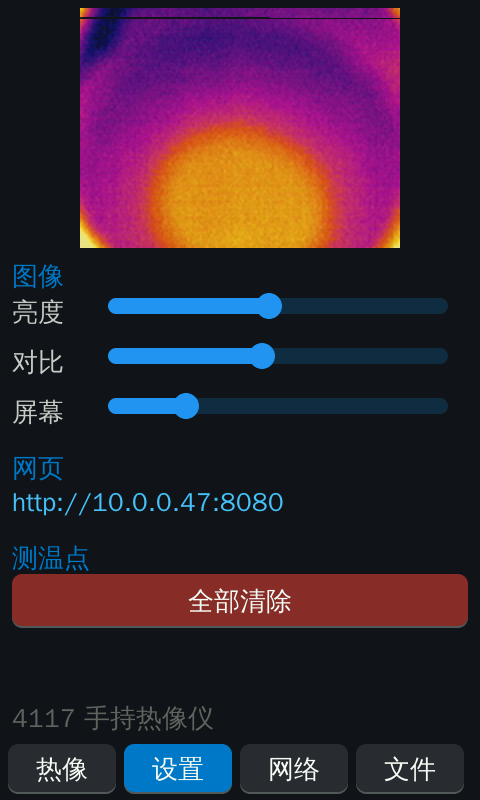 图像
亮度
对比
屏幕
网页
http://10.0.0.47:8080
测温点
全部清除
4117 手持热像仪
热像 设置 网络 文件